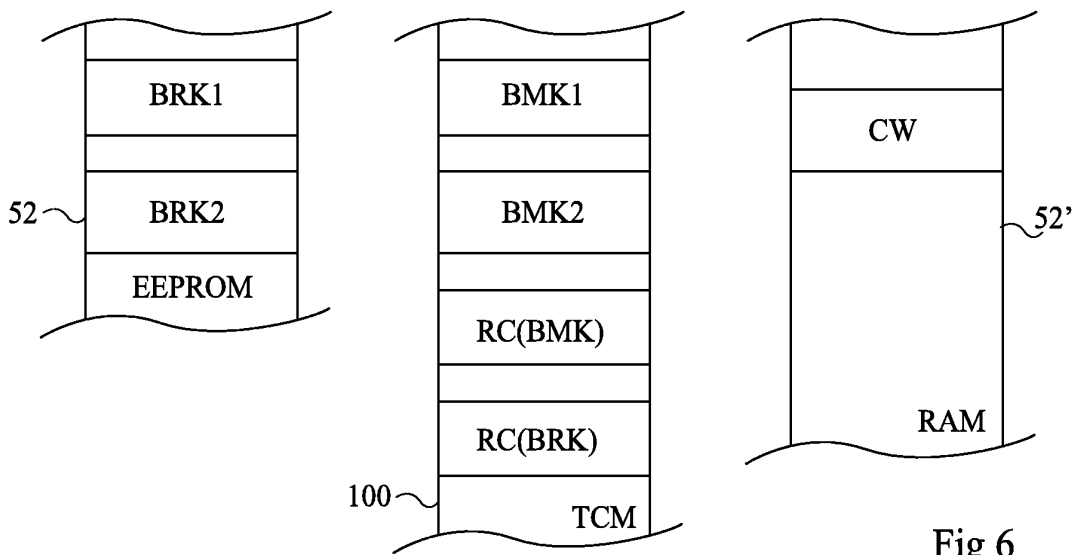 BRK1
BRK2
52
EEPROM
BMK1
BMK2
RC(BMK)
RC(BRK)
100
TCM
CW
52'
RAM
Fig 6